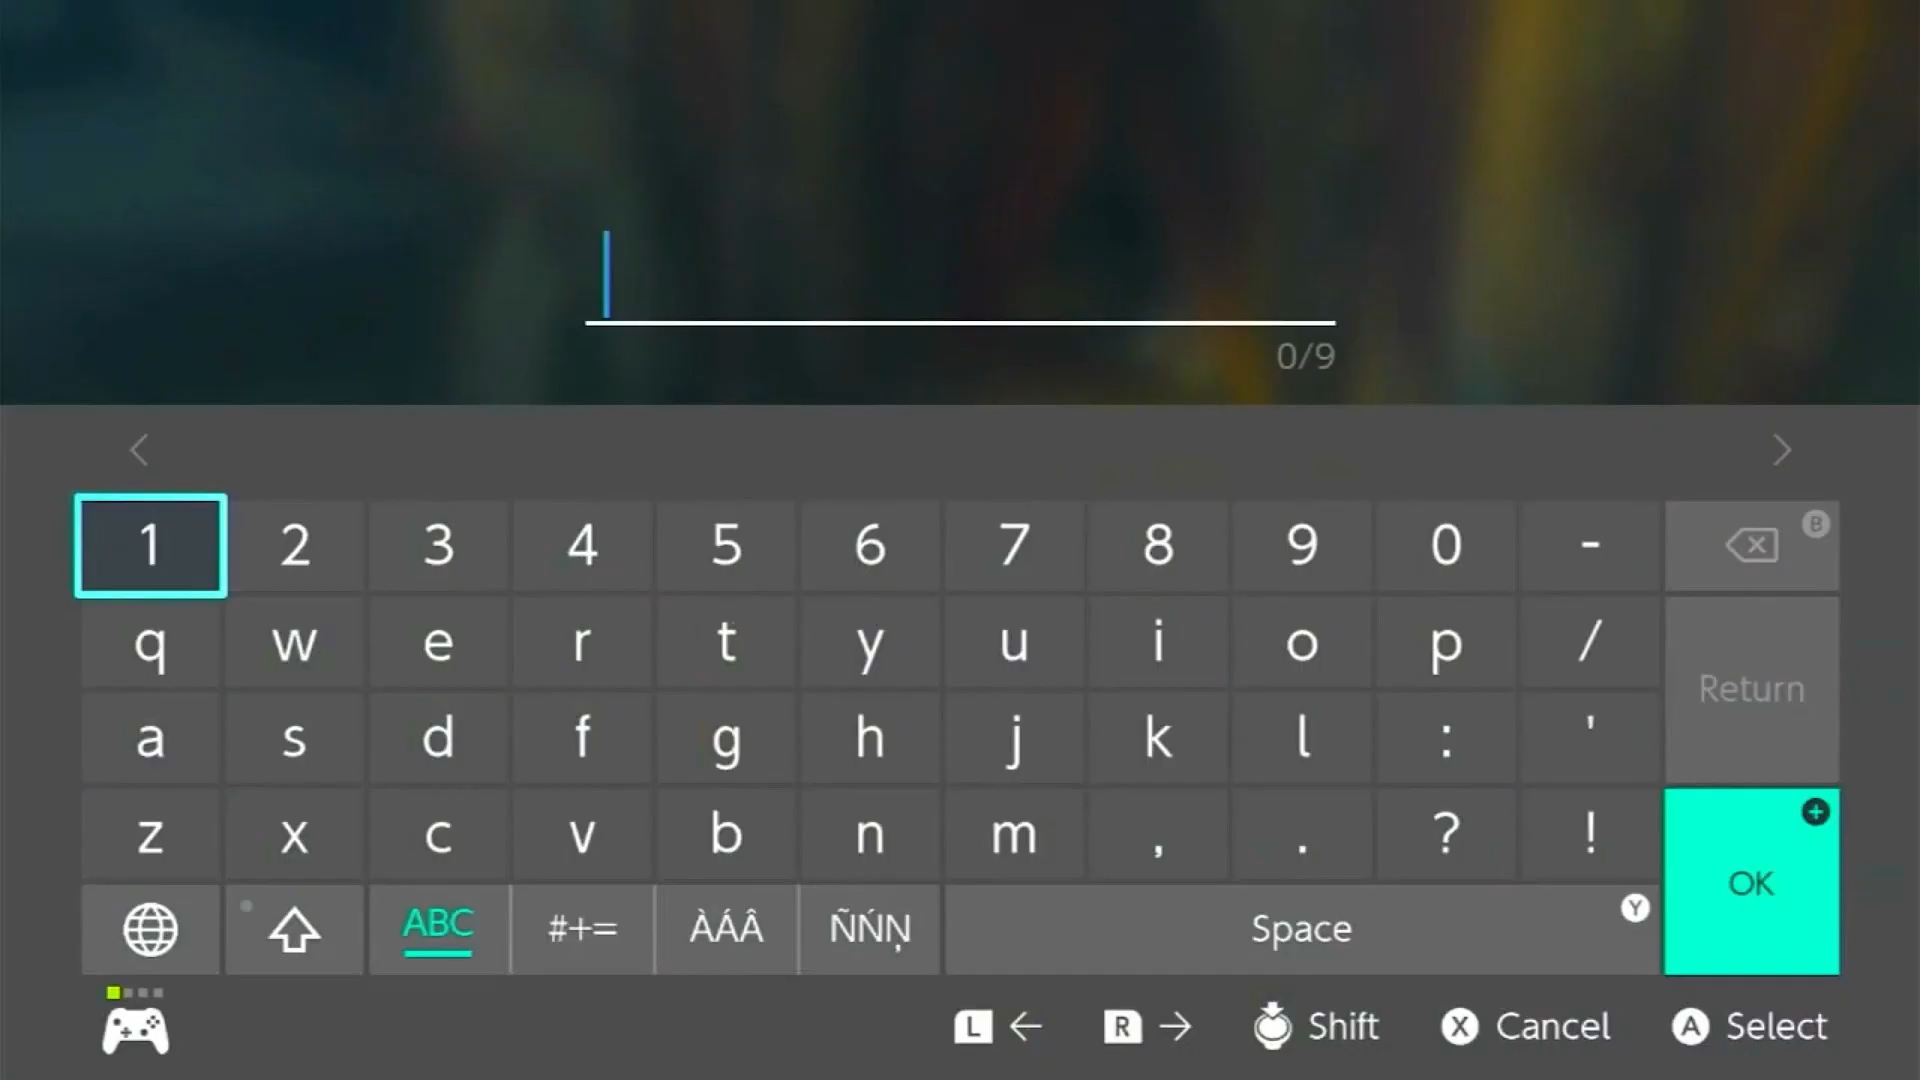 0/9
1 2 3 4 5 6 7 8 9 0 - B
q w e r t y u i o p / Return
a s d f g h j k l : '
z x c v b n m , . ? ! OK
ABC #+= ÀÁÂ ÑŃŅ Space Y
L ← R → Shift X Cancel A Select